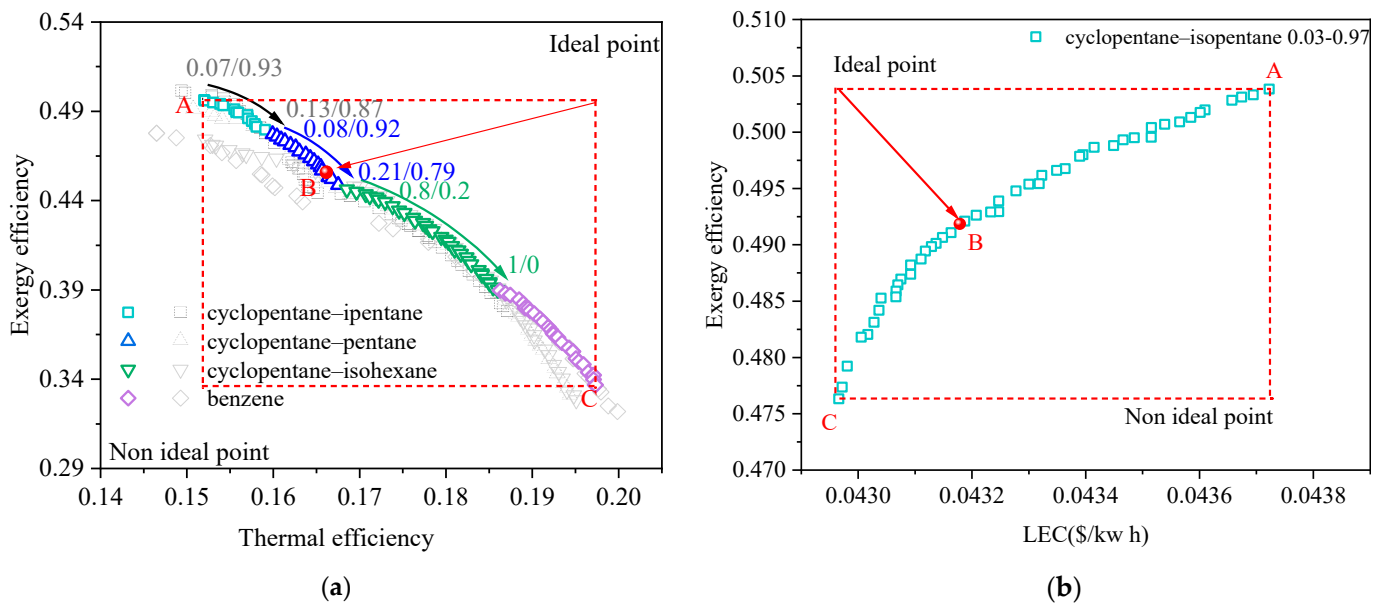 0.54
0.49
0.44
0.39
0.34
0.29
Exergy efficiency
0.14
0.15
0.16
0.17
0.18
0.19
0.20
Thermal efficiency
Ideal point
0.07/0.93
A
0.13/0.87
0.08/0.92
0.21/0.79
B
0.8/0.2
1/0
cyclopentane–ipentane
cyclopentane–pentane
cyclopentane–isohexane
benzene
C
Non ideal point
(a)
0.510
0.505
0.500
0.495
0.490
0.485
0.480
0.475
0.470
Exergy efficiency
0.0430
0.0432
0.0434
0.0436
0.0438
LEC($/kw h)
cyclopentane–isopentane 0.03-0.97
Ideal point
A
B
C
Non ideal point
(b)